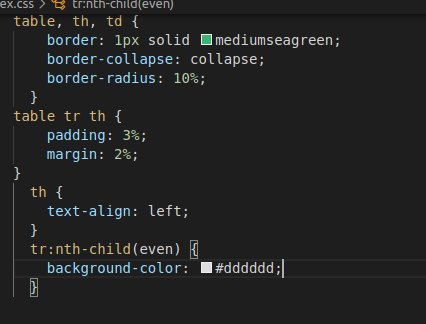 ex.css > tr:nth-child(even)
table, th, td {
border: 1px solid mediumseagreen;
border-collapse: collapse;
border-radius: 10%;
}
table tr th {
padding: 3%;
margin: 2%;
}
th {
text-align: left;
}
tr:nth-child(even) {
background-color: #dddddd;
}